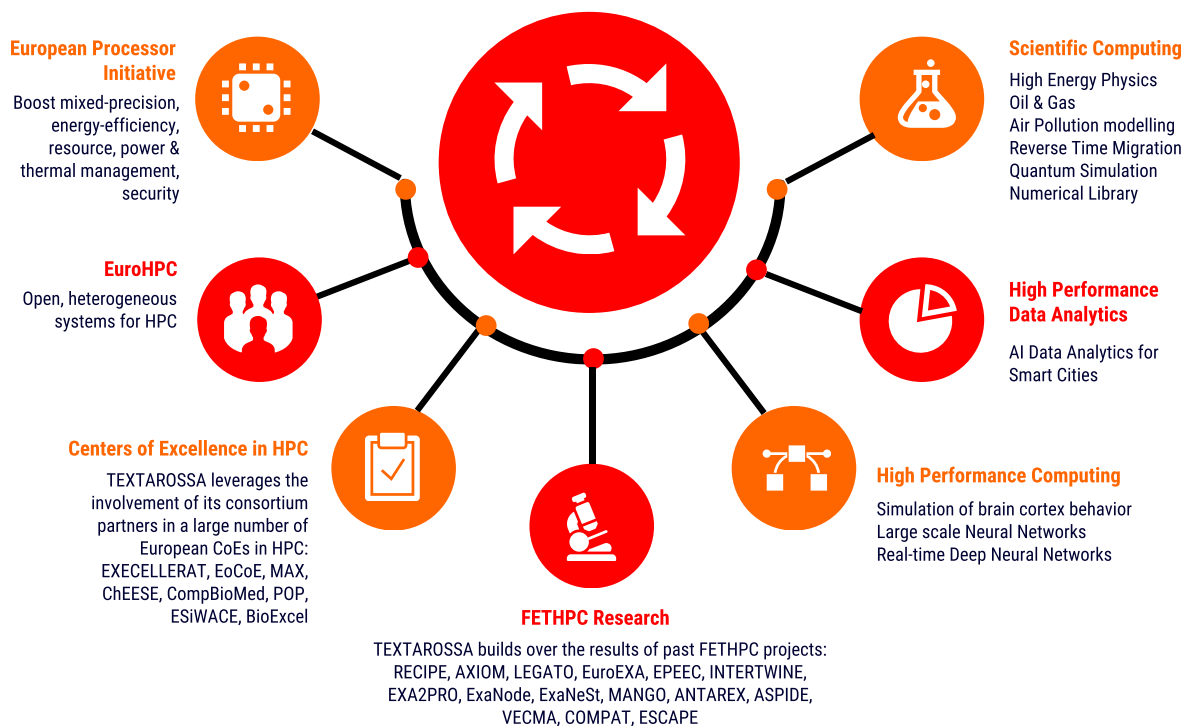 European Processor
Initiative
Boost mixed-precision,
energy-efficiency,
resource, power &
thermal management,
security
EuroHPC
Open, heterogeneous
systems for HPC
Centers of Excellence in HPC
TEXTAROSSA leverages the
involvement of its consortium
partners in a large number of
European CoEs in HPC:
EXECELLERAT, EoCoE, MAX,
ChEESE, CompBioMed, POP,
ESiWACE, BioExcel
FETHPC Research
TEXTAROSSA builds over the results of past FETHPC projects:
RECIPE, AXIOM, LEGATO, EuroEXA, EPEEC, INTERTWINE,
EXA2PRO, ExaNode, ExaNeSt, MANGO, ANTAREX, ASPIDE,
VECMA, COMPAT, ESCAPE
High Performance Computing
Simulation of brain cortex behavior
Large scale Neural Networks
Real-time Deep Neural Networks
High Performance
Data Analytics
AI Data Analytics for
Smart Cities
Scientific Computing
High Energy Physics
Oil & Gas
Air Pollution modelling
Reverse Time Migration
Quantum Simulation
Numerical Library